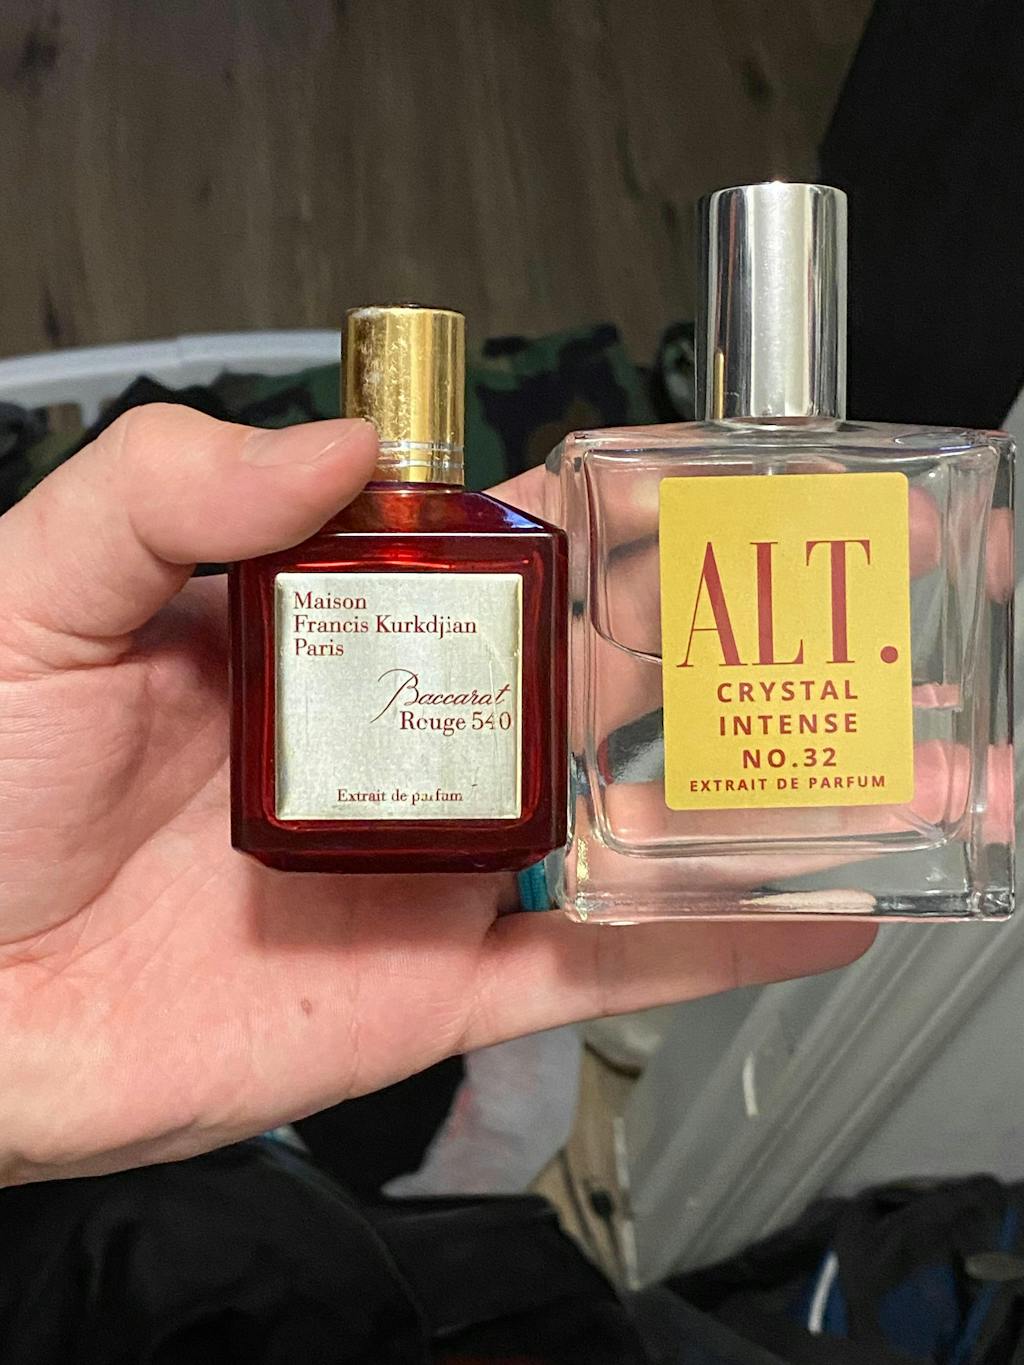 Maison
Francis Kurkdjian
Paris
Baccarat
Rouge 540
Extrait de parfum
ALT.
CRYSTAL
INTENSE
NO.32
EXTRAIT DE PARFUM